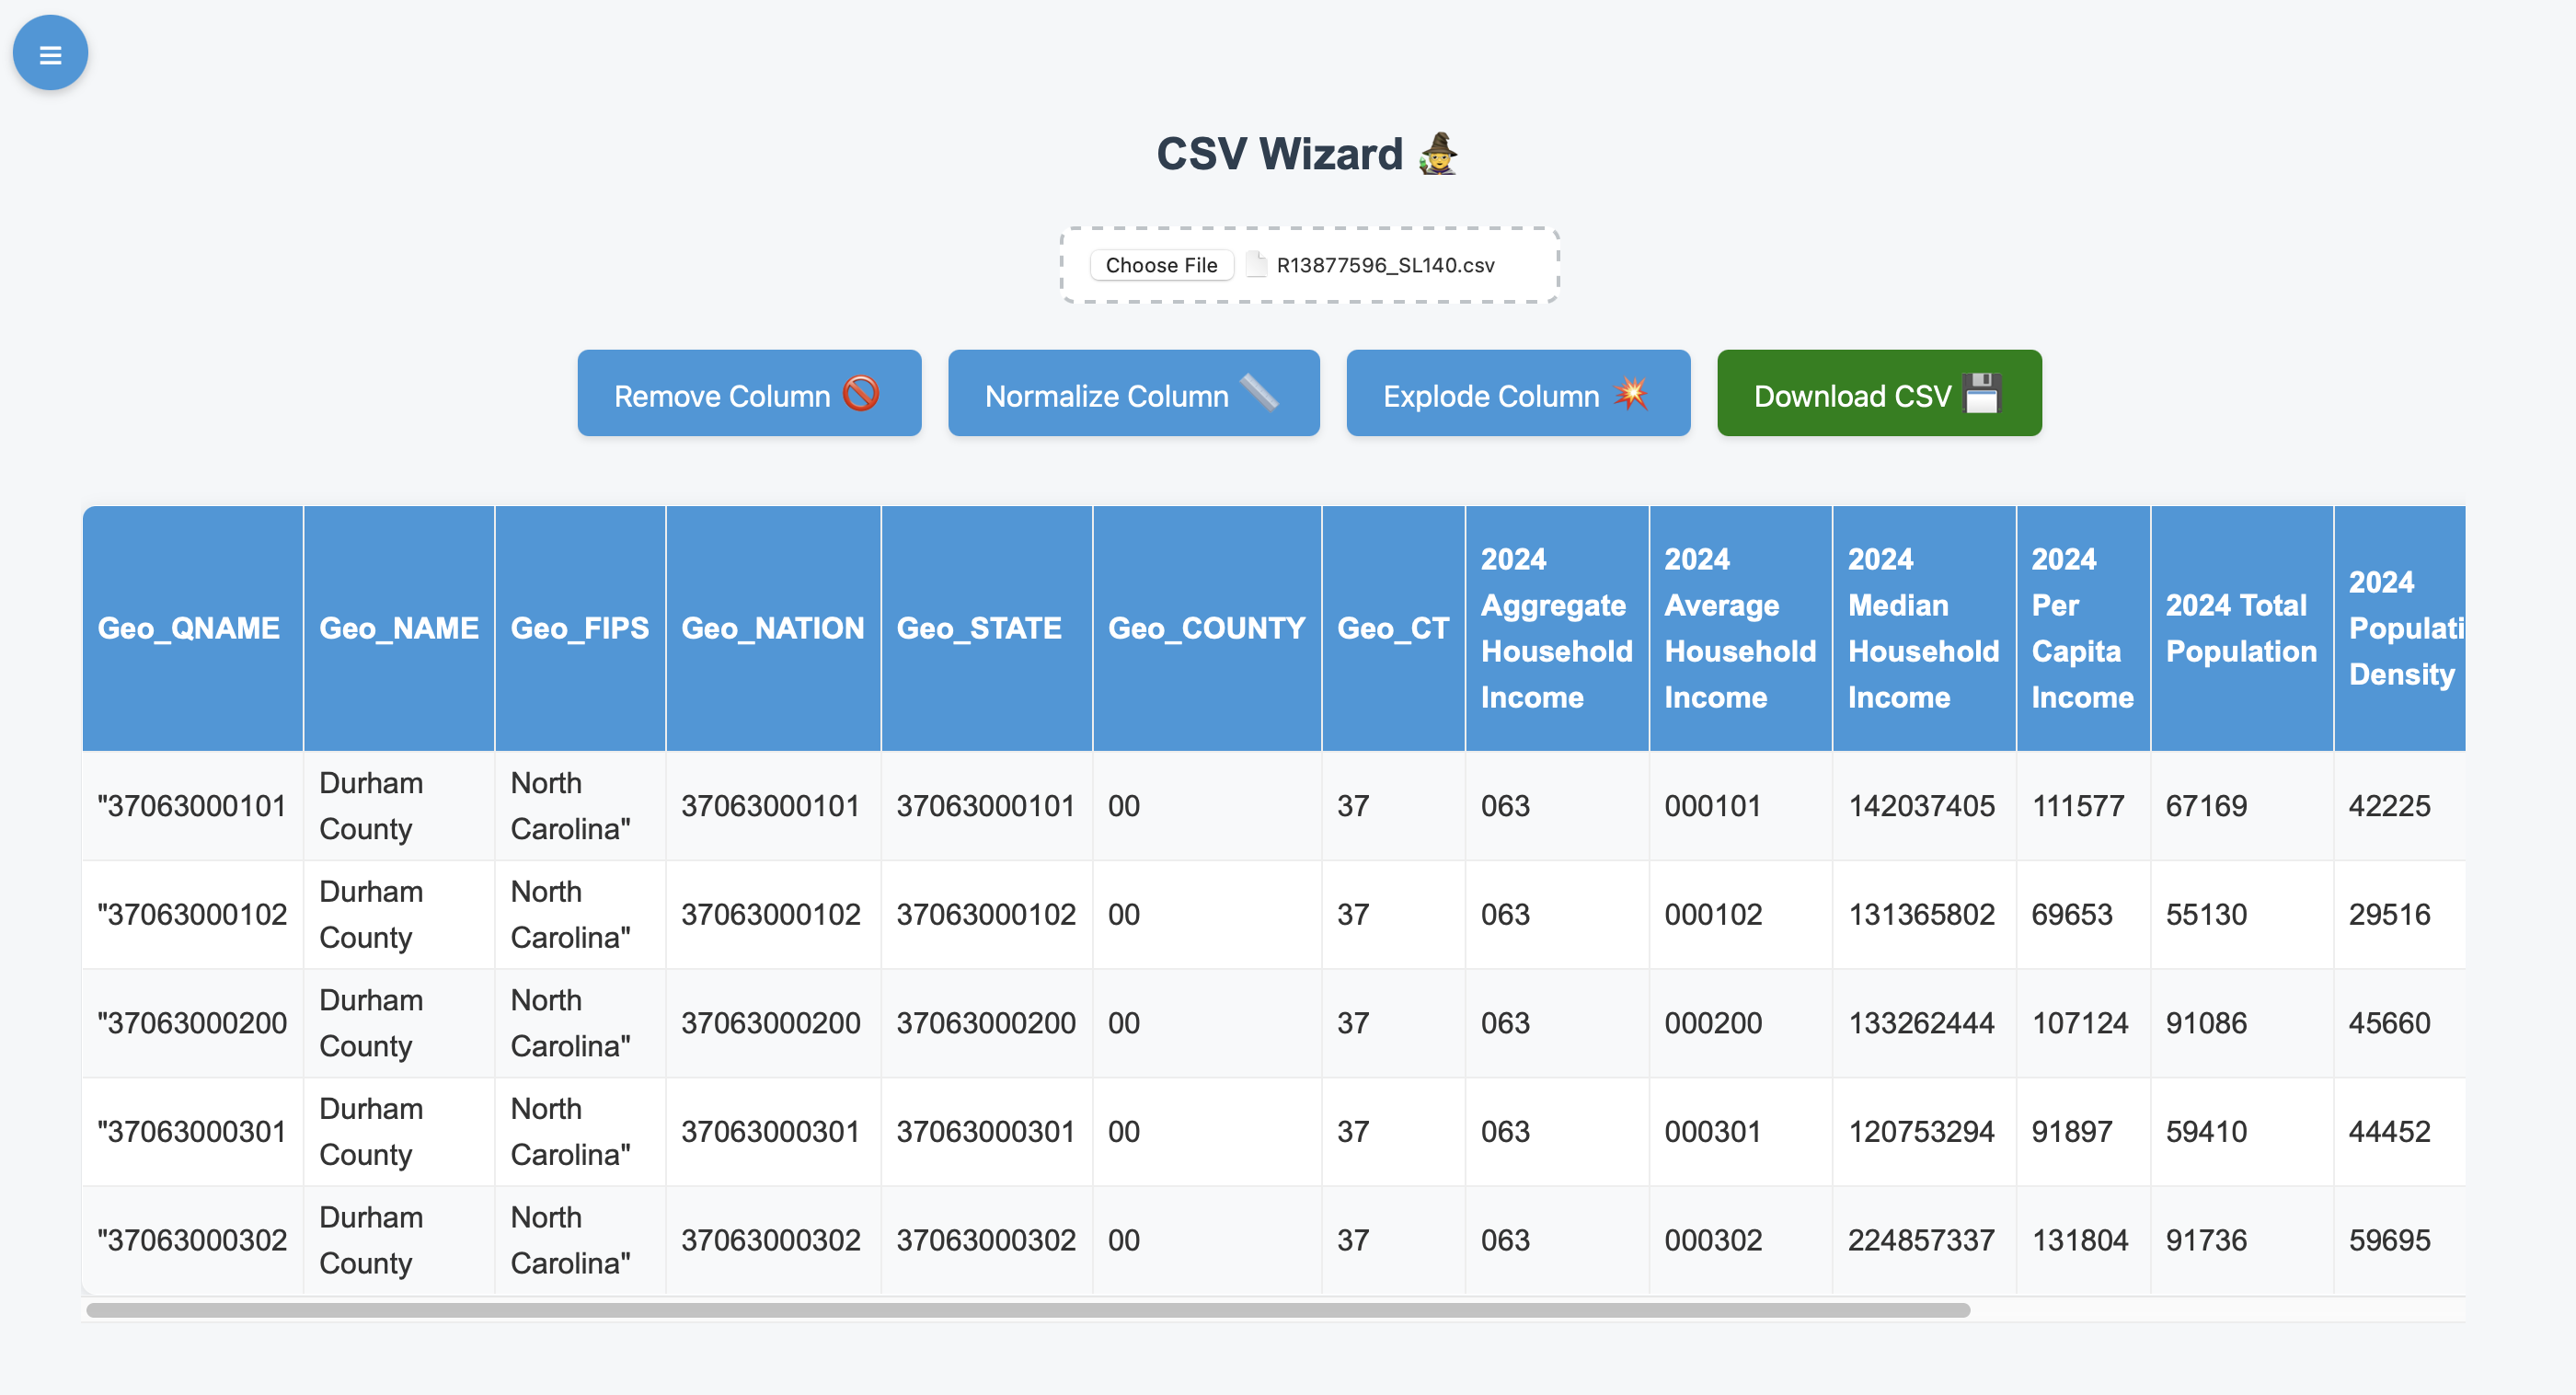 CSV Wizard 🧙
Choose File R13877596_SL140.csv
Remove Column 🚫 Normalize Column 📏 Explode Column 💥 Download CSV 💾
Geo_QNAME Geo_NAME Geo_FIPS Geo_NATION Geo_STATE Geo_COUNTY Geo_CT 2024 Aggregate Household Income 2024 Average Household Income 2024 Median Household Income 2024 Per Capita Income 2024 Total Population 2024 Populati Density
"37063000101 Durham County North Carolina" 37063000101 37063000101 00 37 063 000101 142037405 111577 67169 42225
"37063000102 Durham County North Carolina" 37063000102 37063000102 00 37 063 000102 131365802 69653 55130 29516
"37063000200 Durham County North Carolina" 37063000200 37063000200 00 37 063 000200 133262444 107124 91086 45660
"37063000301 Durham County North Carolina" 37063000301 37063000301 00 37 063 000301 120753294 91897 59410 44452
"37063000302 Durham County North Carolina" 37063000302 37063000302 00 37 063 000302 224857337 131804 91736 59695